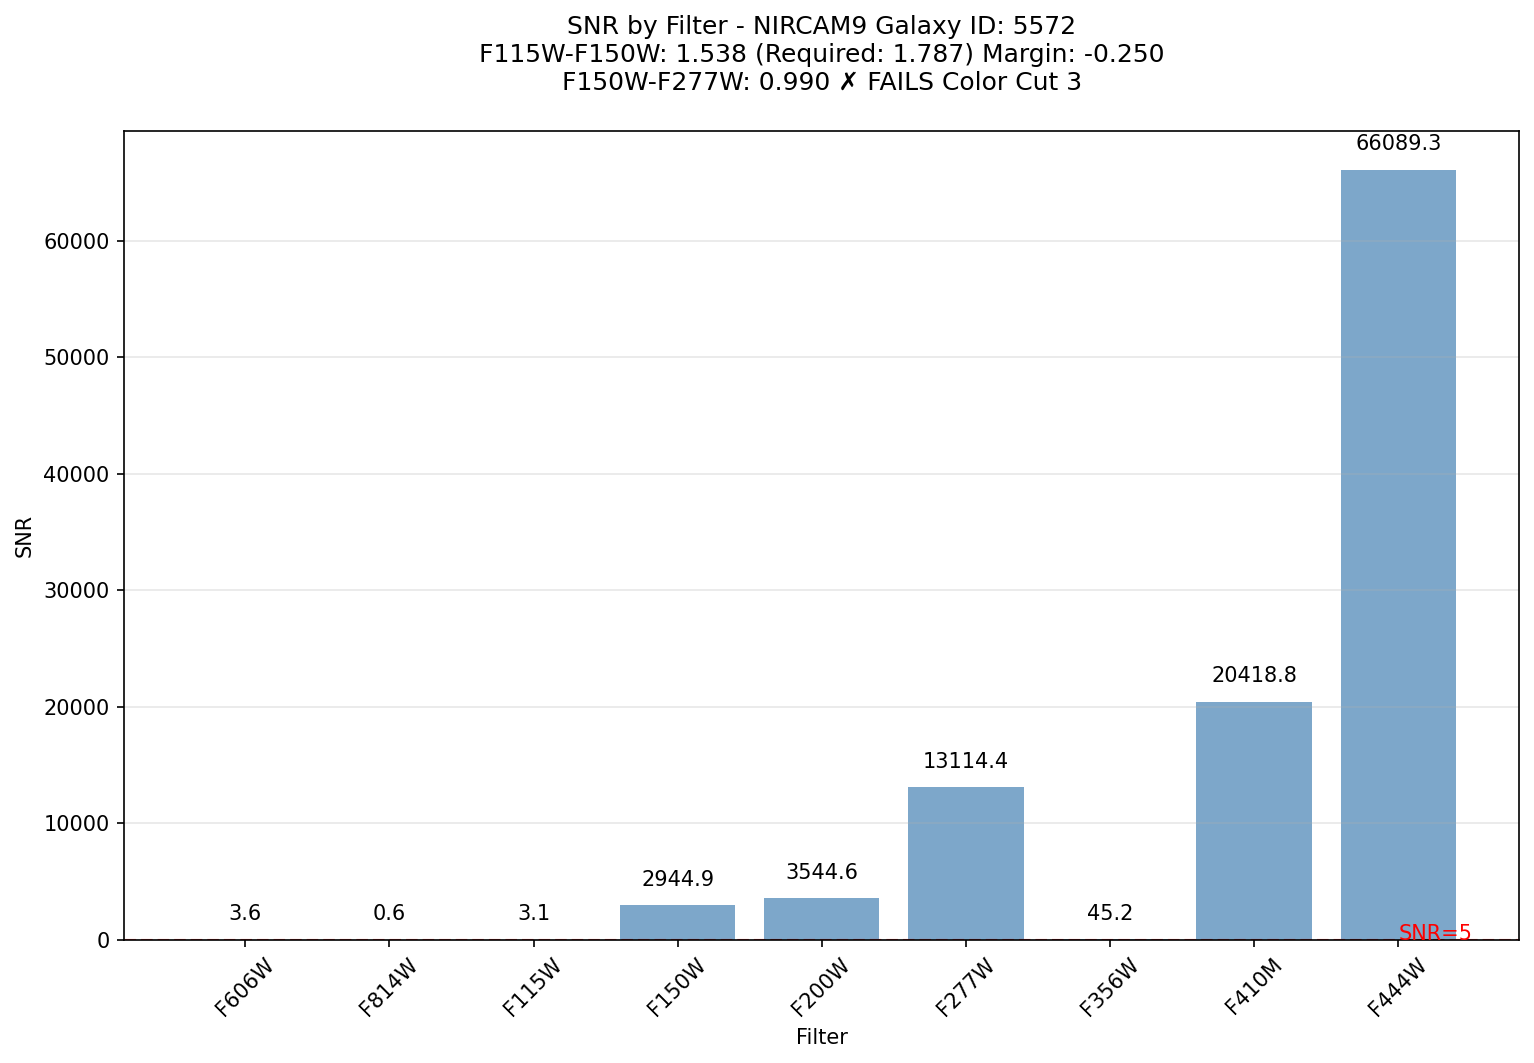 SNR by Filter - NIRCAM9 Galaxy ID: 5572
F115W-F150W: 1.538 (Required: 1.787) Margin: -0.250
F150W-F277W: 0.990 ✗ FAILS Color Cut 3
66089.3
60000
50000
40000
SNR
30000
20418.8
20000
13114.4
10000
2944.9
3544.6
3.6
0.6
3.1
45.2
SNR=5
0
F606W
F814W
F115W
F150W
F200W
F277W
F356W
F410M
F444W
Filter